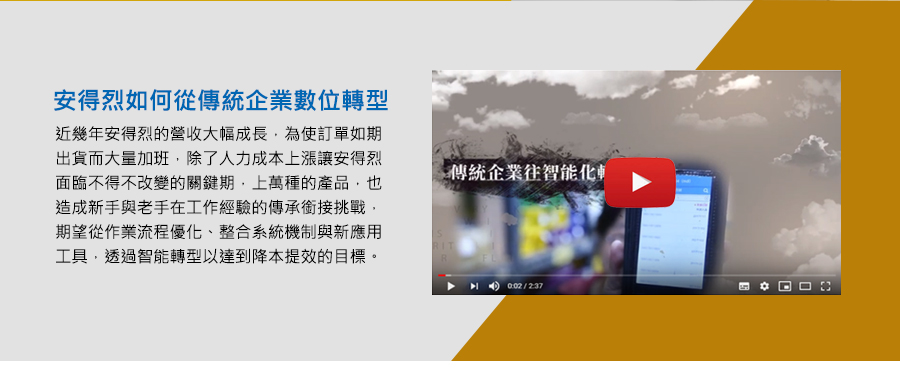 安得烈如何從傳統企業數位轉型
近幾年安得烈的營收大幅成長，為使訂單如期
出貨而大量加班，除了人力成本上漲讓安得烈
面臨不得不改變的關鍵期，上萬種的產品，也
造成新手與老手在工作經驗的傳承銜接挑戰，
期望從作業流程優化、整合系統機制與新應用
工具，透過智能轉型以達到降本提效的目標。
傳統企業往智能化
0:02 / 2:37